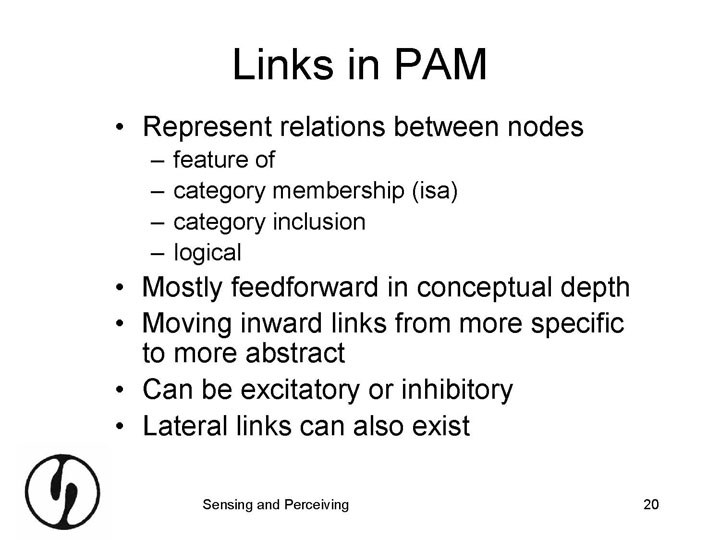 Links in PAM
• Represent relations between nodes
– feature of
– category membership (isa)
– category inclusion
– logical
• Mostly feedforward in conceptual depth
• Moving inward links from more specific
to more abstract
• Can be excitatory or inhibitory
• Lateral links can also exist
Sensing and Perceiving
20